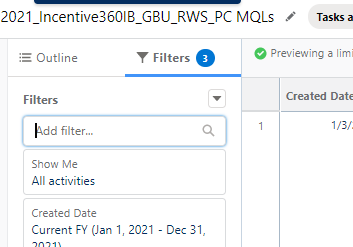 2021_Incentive360IB_GBU_RWS_PC MQLs
Tasks a
Outline
Filters 3
Previewing a limi
Filters
Add filter...
Created Date
1
1/3/
Show Me
All activities
Created Date
Current FY (Jan 1, 2021 - Dec 31,
2021)